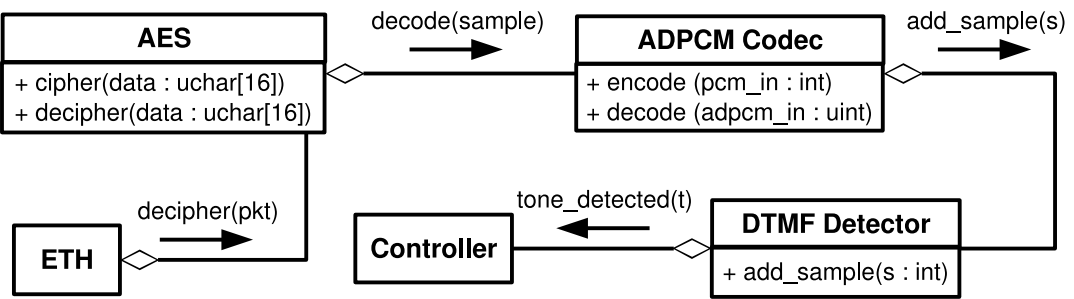 decode(sample)
add_sample(s)
AES
ADPCM Codec
+ cipher(data : uchar[16])
+ decipher(data : uchar[16])
+ encode (pcm_in : int)
+ decode (adpcm_in : uint)
decipher(pkt)
tone_detected(t)
ETH
Controller
DTMF Detector
+ add_sample(s : int)